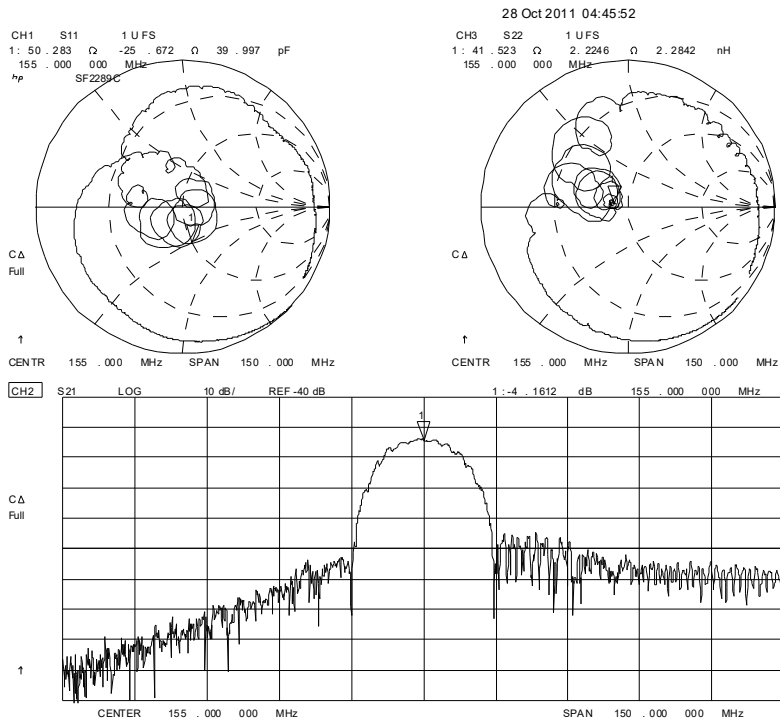 28 Oct 2011 04:45:52
CH1 S11 1 U FS
1: 50 .283 Ω -25 .672 Ω 39 .997 pF
155 .000 000 MHz
hp SF2289C
1
C Δ
Full
↑
CENTR 155 .000 MHz SPAN 150 .000 MHz
CH3 S22 1 U FS
1: 41 .523 Ω 2 .2246 Ω 2 .2842 nH
155 .000 000 MHz
C Δ
↑
CENTR 155 .000 MHz SPAN 150 .000 MHz
CH2 S21 LOG 10 dB/ REF -40 dB 1 :-4 .1612 dB 155 .000 000 MHz
1
C Δ
Full
↑
CENTER 155 .000 000 MHz SPAN 150 .000 000 MHz